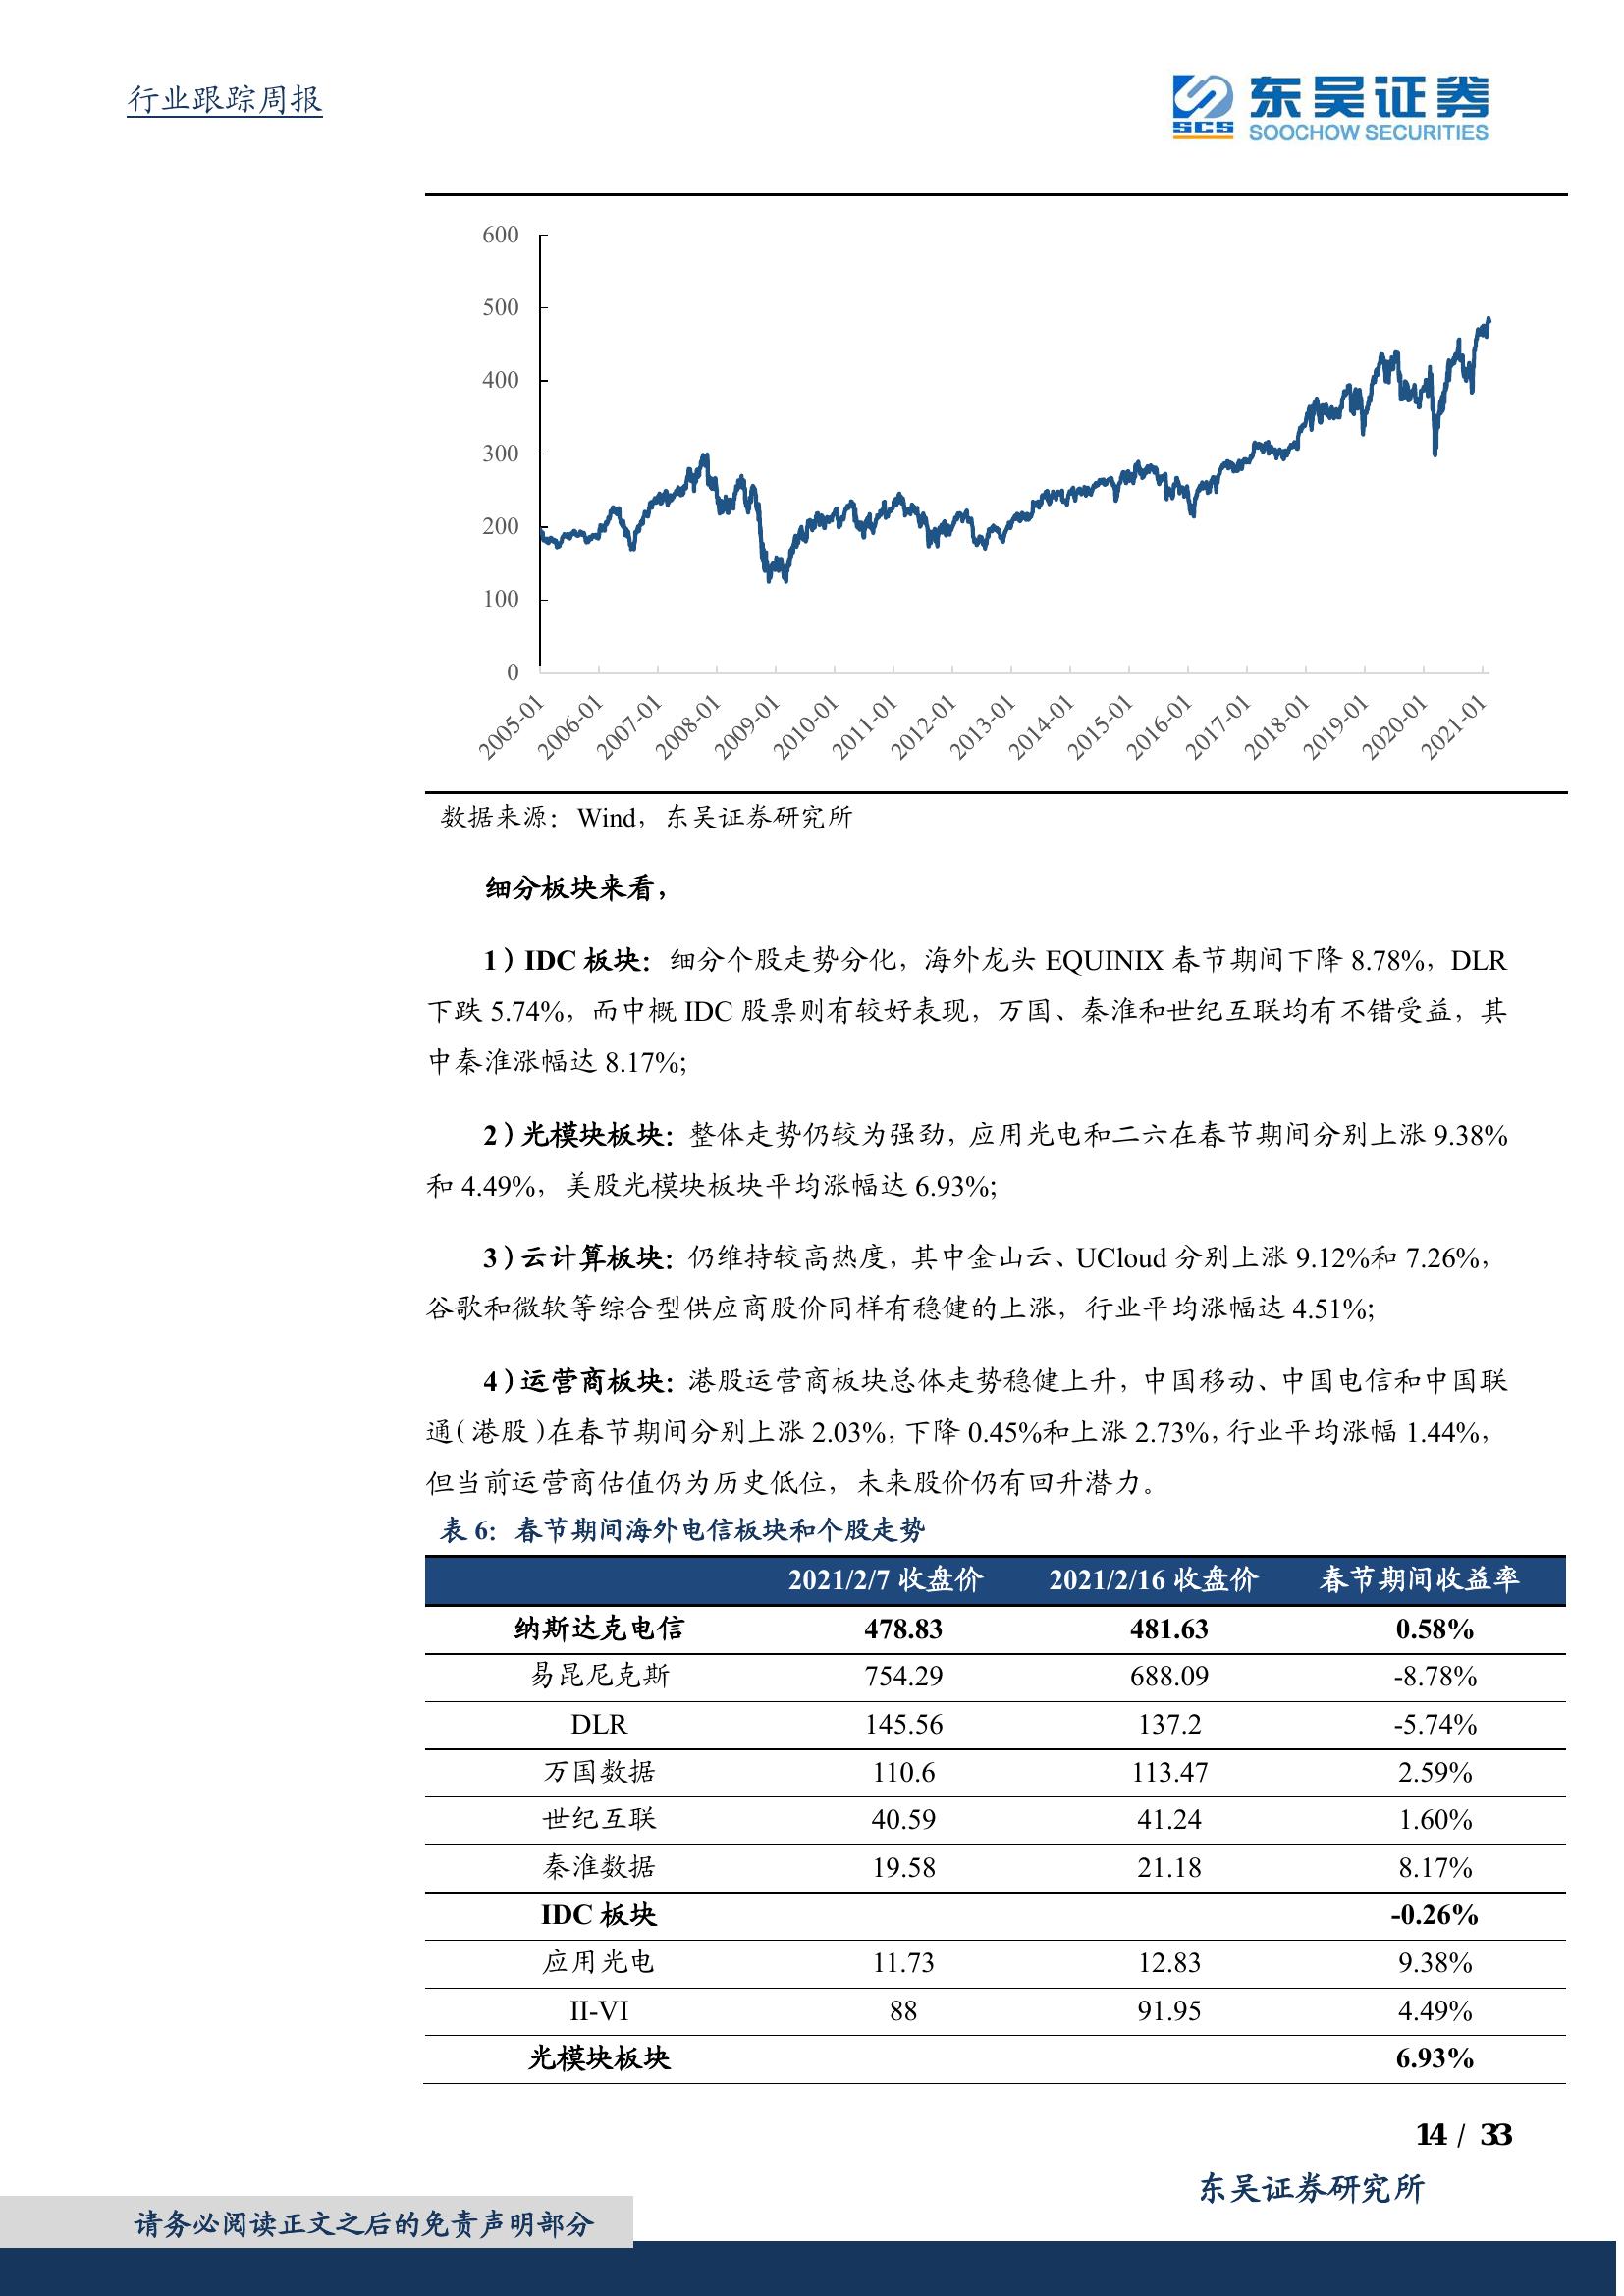 行业跟踪周报
SCS
东吴证券
SOOCHOW SECURITIES
600
500
400
300
200
100
0
2005-01 2006-01 2007-01 2008-01 2009-01 2010-01 2011-01 2012-01 2013-01 2014-01 2015-01 2016-01 2017-01 2018-01 2019-01 2020-01 2021-01
数据来源：Wind，东吴证券研究所
细分板块来看，
1）IDC 板块：细分个股走势分化，海外龙头 EQUINIX 春节期间下降 8.78%，DLR
下跌 5.74%，而中概 IDC 股票则有较好表现，万国、秦淮和世纪互联均有不错受益，其
中秦淮涨幅达 8.17%;
2）光模块板块：整体走势仍较为强劲，应用光电和二六在春节期间分别上涨 9.38%
和 4.49%，美股光模块板块平均涨幅达 6.93%;
3）云计算板块：仍维持较高热度，其中金山云、UCloud 分别上涨 9.12%和 7.26%，
谷歌和微软等综合型供应商股价同样有稳健的上涨，行业平均涨幅达 4.51%;
4）运营商板块：港股运营商板块总体走势稳健上升，中国移动、中国电信和中国联
通（港股）在春节期间分别上涨 2.03%，下降 0.45%和上涨 2.73%，行业平均涨幅 1.44%，
但当前运营商估值仍为历史低位，未来股价仍有回升潜力。
表 6：春节期间海外电信板块和个股走势
2021/2/7 收盘价 2021/2/16 收盘价 春节期间收益率
纳斯达克电信 478.83 481.63 0.58%
易昆尼克斯 754.29 688.09 -8.78%
DLR 145.56 137.2 -5.74%
万国数据 110.6 113.47 2.59%
世纪互联 40.59 41.24 1.60%
秦淮数据 19.58 21.18 8.17%
IDC 板块 -0.26%
应用光电 11.73 12.83 9.38%
II-VI 88 91.95 4.49%
光模块板块 6.93%
14 / 33
东吴证券研究所
请务必阅读正文之后的免责声明部分